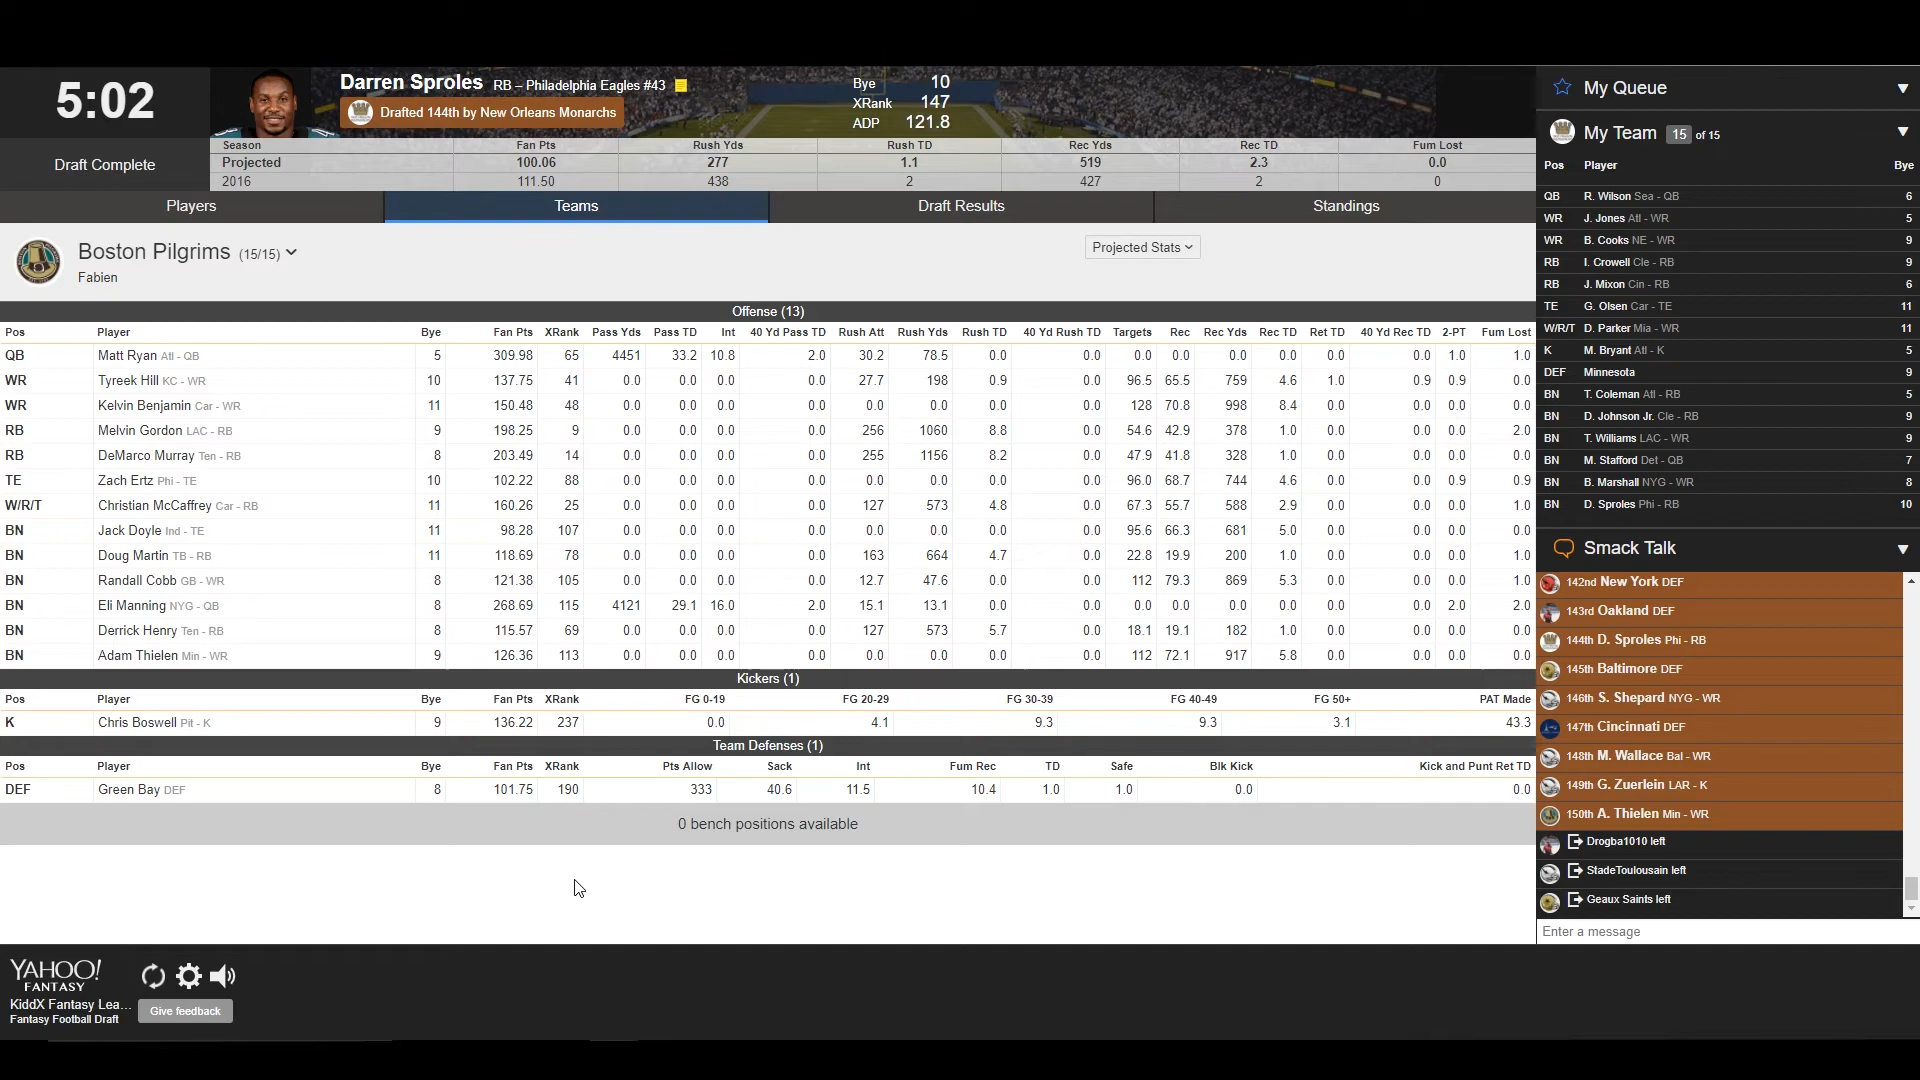 5:02
Draft Complete
Darren Sproles RB – Philadelphia Eagles #43
Drafted 144th by New Orleans Monarchs
Bye 10
XRank 147
ADP 121.8
Season Fan Pts Rush Yds Rush TD Rec Yds Rec TD Fum Lost
Projected 100.06 277 1.1 519 2.3 0.0
2016 111.50 438 2 427 2 0
Players Teams Draft Results Standings
Boston Pilgrims (15/15)
Fabien
Projected Stats
Offense (13)
Pos Player Bye Fan Pts XRank Pass Yds Pass TD Int 40 Yd Pass TD Rush Att Rush Yds Rush TD 40 Yd Rush TD Targets Rec Rec Yds Rec TD Ret TD 40 Yd Rec TD 2-PT Fum Lost
QB Matt Ryan Atl - QB 5 309.98 65 4451 33.2 10.8 2.0 30.2 78.5 0.0 0.0 0.0 0.0 0.0 0.0 0.0 0.0 1.0 1.0
WR Tyreek Hill KC - WR 10 137.75 41 0.0 0.0 0.0 0.0 27.7 198 0.9 0.0 96.5 65.5 759 4.6 1.0 0.9 0.9 0.0
WR Kelvin Benjamin Car - WR 11 150.48 48 0.0 0.0 0.0 0.0 0.0 0.0 0.0 0.0 128 70.8 998 8.4 0.0 0.0 0.0 0.0
RB Melvin Gordon LAC - RB 9 198.25 9 0.0 0.0 0.0 0.0 256 1060 8.8 0.0 54.6 42.9 378 1.0 0.0 0.0 0.0 2.0
RB DeMarco Murray Ten - RB 8 203.49 14 0.0 0.0 0.0 0.0 255 1156 8.2 0.0 47.9 41.8 328 1.0 0.0 0.0 0.0 0.0
TE Zach Ertz Phi - TE 10 102.22 88 0.0 0.0 0.0 0.0 0.0 0.0 0.0 0.0 96.0 68.7 744 4.6 0.0 0.0 0.9 0.9
W/R/T Christian McCaffrey Car - RB 11 160.26 25 0.0 0.0 0.0 0.0 127 573 4.8 0.0 67.3 55.7 588 2.9 0.0 0.0 0.0 1.0
BN Jack Doyle Ind - TE 11 98.28 107 0.0 0.0 0.0 0.0 0.0 0.0 0.0 0.0 95.6 66.3 681 5.0 0.0 0.0 0.0 0.0
BN Doug Martin TB - RB 11 118.69 78 0.0 0.0 0.0 0.0 163 664 4.7 0.0 22.8 19.9 200 1.0 0.0 0.0 0.0 1.0
BN Randall Cobb GB - WR 8 121.38 105 0.0 0.0 0.0 0.0 12.7 47.6 0.0 0.0 112 79.3 869 5.3 0.0 0.0 0.0 1.0
BN Eli Manning NYG - QB 8 268.69 115 4121 29.1 16.0 2.0 15.1 13.1 0.0 0.0 0.0 0.0 0.0 0.0 0.0 0.0 2.0 2.0
BN Derrick Henry Ten - RB 8 115.57 69 0.0 0.0 0.0 0.0 127 573 5.7 0.0 18.1 19.1 182 1.0 0.0 0.0 0.0 0.0
BN Adam Thielen Min - WR 9 126.36 113 0.0 0.0 0.0 0.0 0.0 0.0 0.0 0.0 112 72.1 917 5.8 0.0 0.0 0.0 0.0
Kickers (1)
Pos Player Bye Fan Pts XRank FG 0-19 FG 20-29 FG 30-39 FG 40-49 FG 50+ PAT Made
K Chris Boswell Pit - K 9 136.22 237 0.0 4.1 9.3 9.3 3.1 43.3
Team Defenses (1)
Pos Player Bye Fan Pts XRank Pts Allow Sack Int Fum Rec TD Safe Blk Kick Kick and Punt Ret TD
DEF Green Bay DEF 8 101.75 190 333 40.6 11.5 10.4 1.0 1.0 0.0 0.0
0 bench positions available
YAHOO!
FANTASY
KiddX Fantasy Lea...
Fantasy Football Draft
Give feedback
My Queue
My Team 15 of 15
Pos Player Bye
QB R. Wilson Sea - QB 6
WR J. Jones Atl - WR 5
WR B. Cooks NE - WR 9
RB I. Crowell Cle - RB 9
RB J. Mixon Cin - RB 6
TE G. Olsen Car - TE 11
W/R/T D. Parker Mia - WR 11
K M. Bryant Atl - K 5
DEF Minnesota 9
BN T. Coleman Atl - RB 5
BN D. Johnson Jr. Cle - RB 9
BN T. Williams LAC - WR 9
BN M. Stafford Det - QB 7
BN B. Marshall NYG - WR 8
BN D. Sproles Phi - RB 10
Smack Talk
142nd New York DEF
143rd Oakland DEF
144th D. Sproles Phi - RB
145th Baltimore DEF
146th S. Shepard NYG - WR
147th Cincinnati DEF
148th M. Wallace Bal - WR
149th G. Zuerlein LAR - K
150th A. Thielen Min - WR
Drogba1010 left
StadeToulousain left
Geaux Saints left
Enter a message